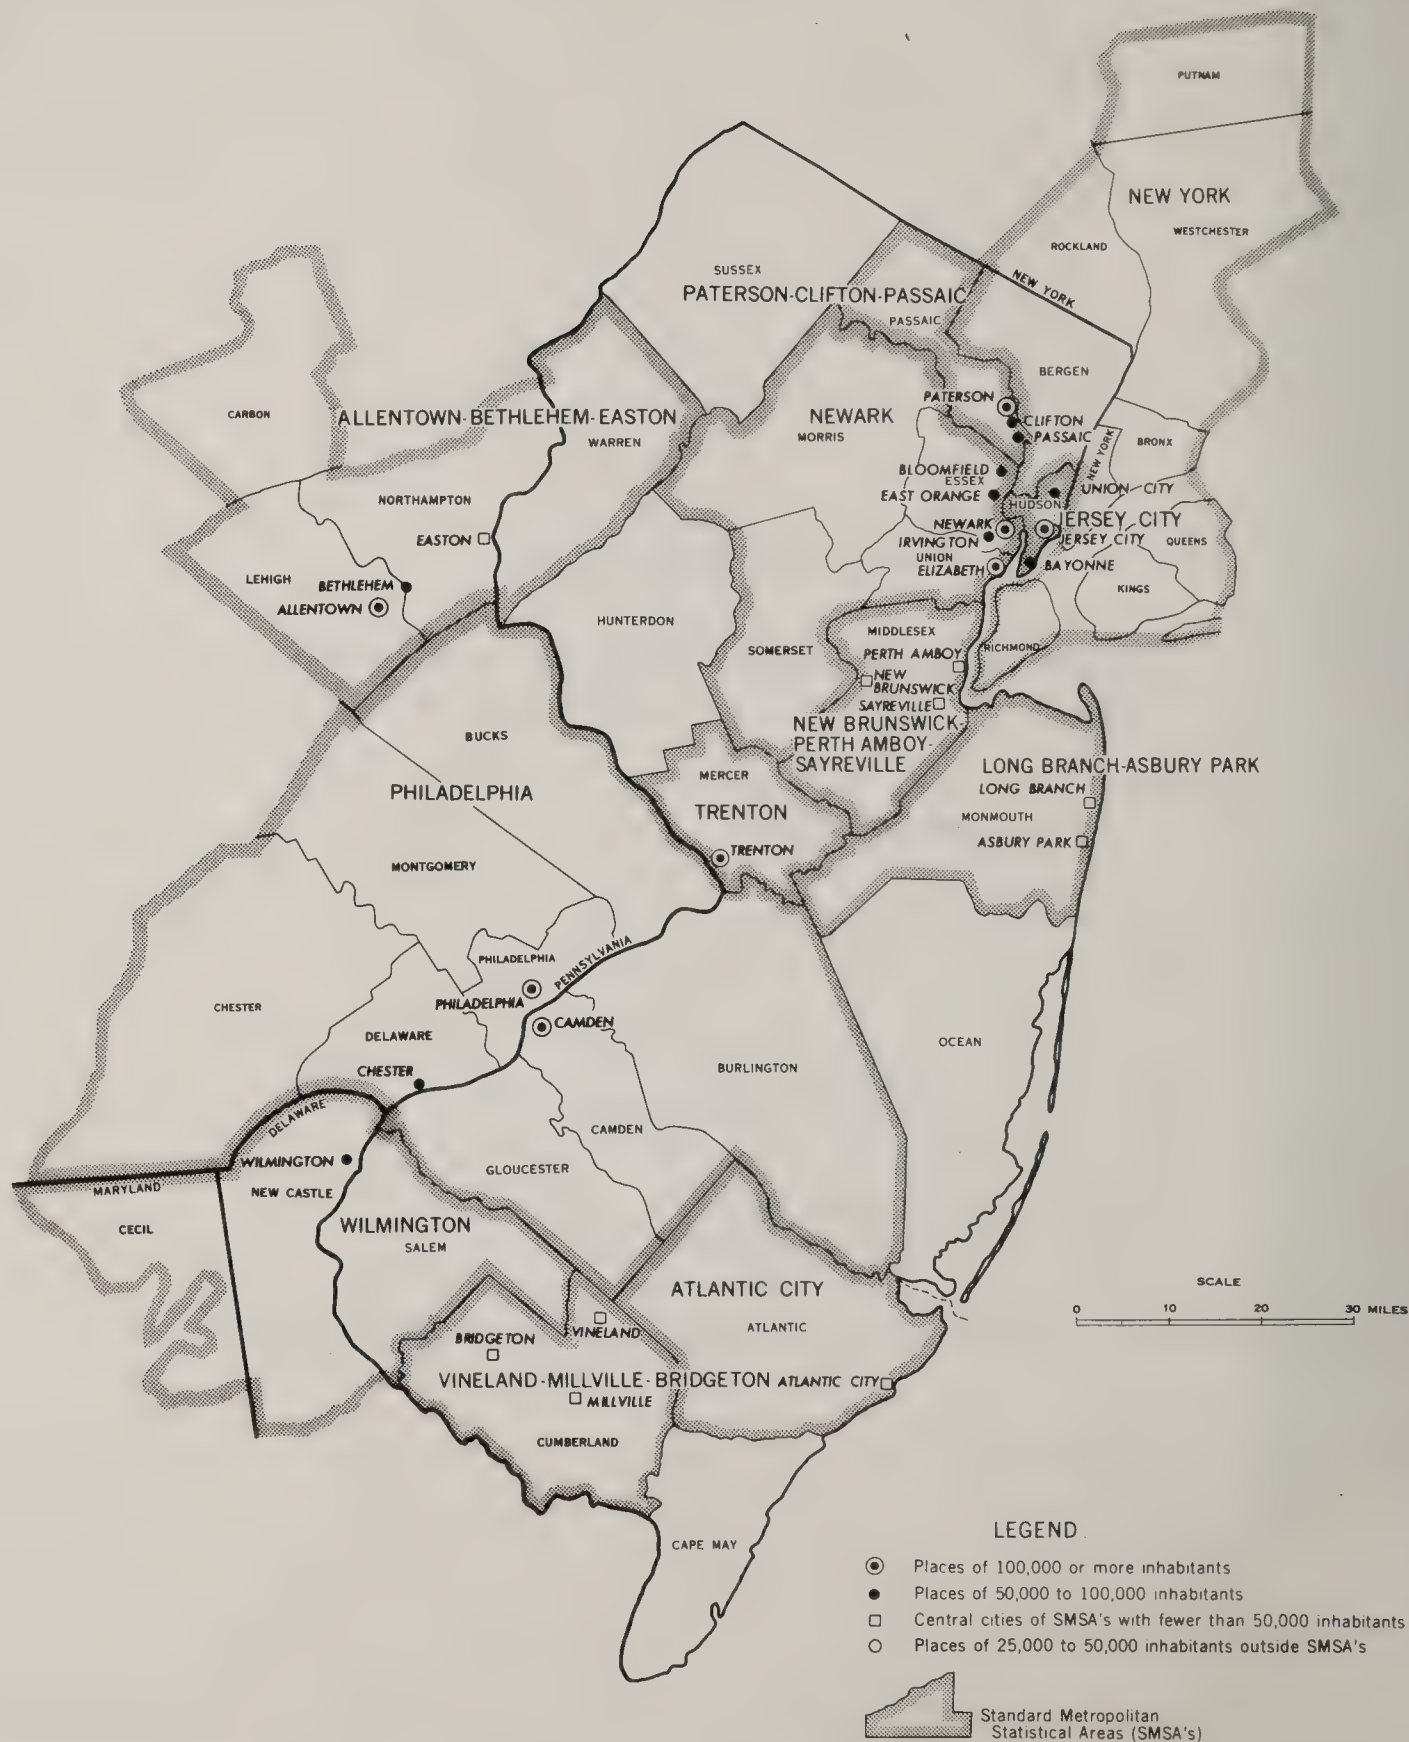 PUTNAM
NEW YORK
WESTCHESTER
ROCKLAND
SUSSEX
NEW YORK
PATERSON-CLIFTON-PASSAIC
PASSAIC
BERGEN
PATERSON
CARBON
ALLENTOWN-BETHLEHEM-EASTON
NEWARK
CLIFTON
WARREN
MORRIS
PASSAIC
BRONX
NEW YORK
BLOOMFIELD
ESSEX
NORTHAMPTON
EAST ORANGE
UNION CITY
HUDSON
NEWARK
JERSEY CITY
EASTON
IRVINGTON
JERSEY CITY
QUEENS
UNION
LEHIGH
BETHLEHEM
ELIZABETH
BAYONNE
KINGS
ALLENTOWN
HUNTERDON
MIDDLESEX
SOMERSET
PERTH AMBOY
RICHMOND
NEW
BRUNSWICK
SAYREVILLE
NEW BRUNSWICK-
PERTH AMBOY-
SAYREVILLE
BUCKS
MERCER
LONG BRANCH-ASBURY PARK
LONG BRANCH
PHILADELPHIA
TRENTON
MONMOUTH
ASBURY PARK
TRENTON
MONTGOMERY
PHILADELPHIA
PENNSYLVANIA
CHESTER
PHILADELPHIA
CAMDEN
DELAWARE
OCEAN
CHESTER
BURLINGTON
DELAWARE
CAMDEN
WILMINGTON
GLOUCESTER
MARYLAND
NEW CASTLE
CECIL
WILMINGTON
SALEM
ATLANTIC CITY
SCALE
0 10 20 30 MILES
ATLANTIC
VINELAND
BRIDGETON
VINELAND-MILLVILLE-BRIDGETON
ATLANTIC CITY
MILLVILLE
CUMBERLAND
CAPE MAY
LEGEND
Places of 100,000 or more inhabitants
Places of 50,000 to 100,000 inhabitants
Central cities of SMSA's with fewer than 50,000 inhabitants
Places of 25,000 to 50,000 inhabitants outside SMSA's
Standard Metropolitan
Statistical Areas (SMSA's)